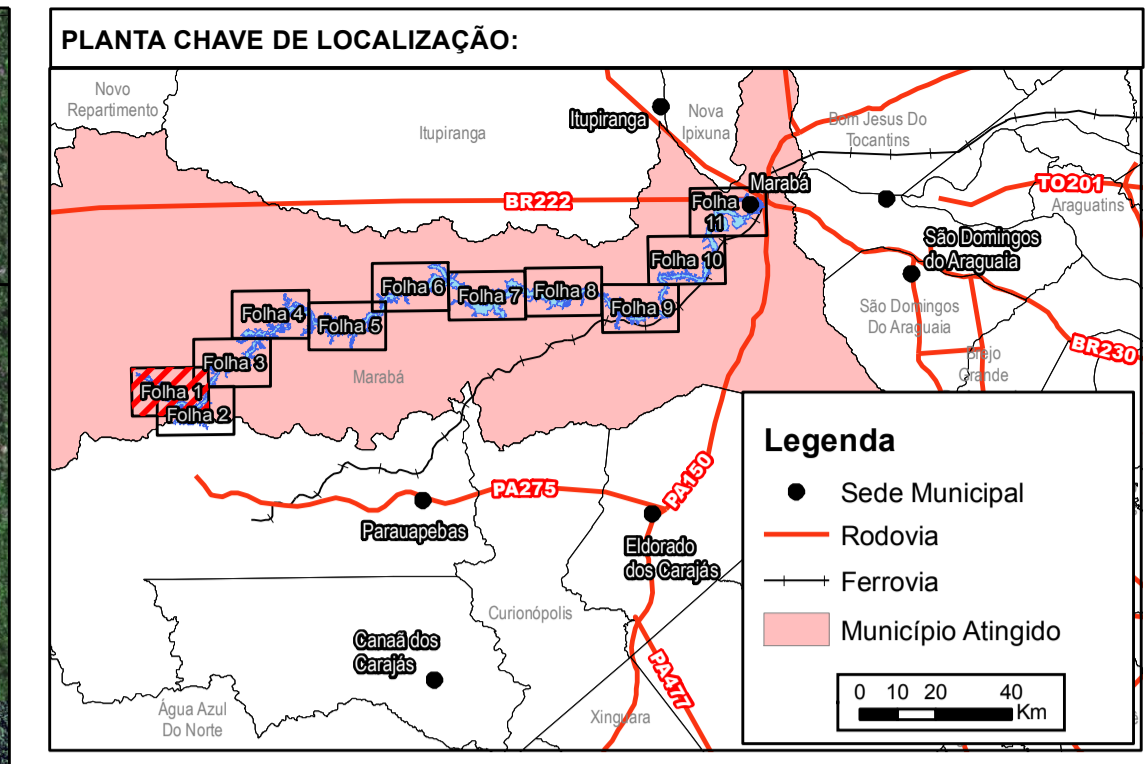 PLANTA CHAVE DE LOCALIZAÇÃO:
Novo
Repartimento
Itupiranga
Itupiranga
Nova
Ipixuna
Bom Jesus Do
Tocantins
Marabá
TO201
Araguatins
BR222
Folha
11
São Domingos
do Araguaia
Folha 10
Folha 6
Folha 7
Folha 8
Folha 9
São Domingos
Do Araguaia
Folha 4
Folha 5
BR230
Brejo
Grande
Folha 3
Marabá
Folha 1
Folha 2
PA150
PA275
Parauapebas
Eldorado
dos Carajás
Curionópolis
Canaã dos
Carajás
PA477
Água Azul
Do Norte
Xinguara
Legenda
Sede Municipal
Rodovia
Ferrovia
Município Atingido
0 10 20 40
Km